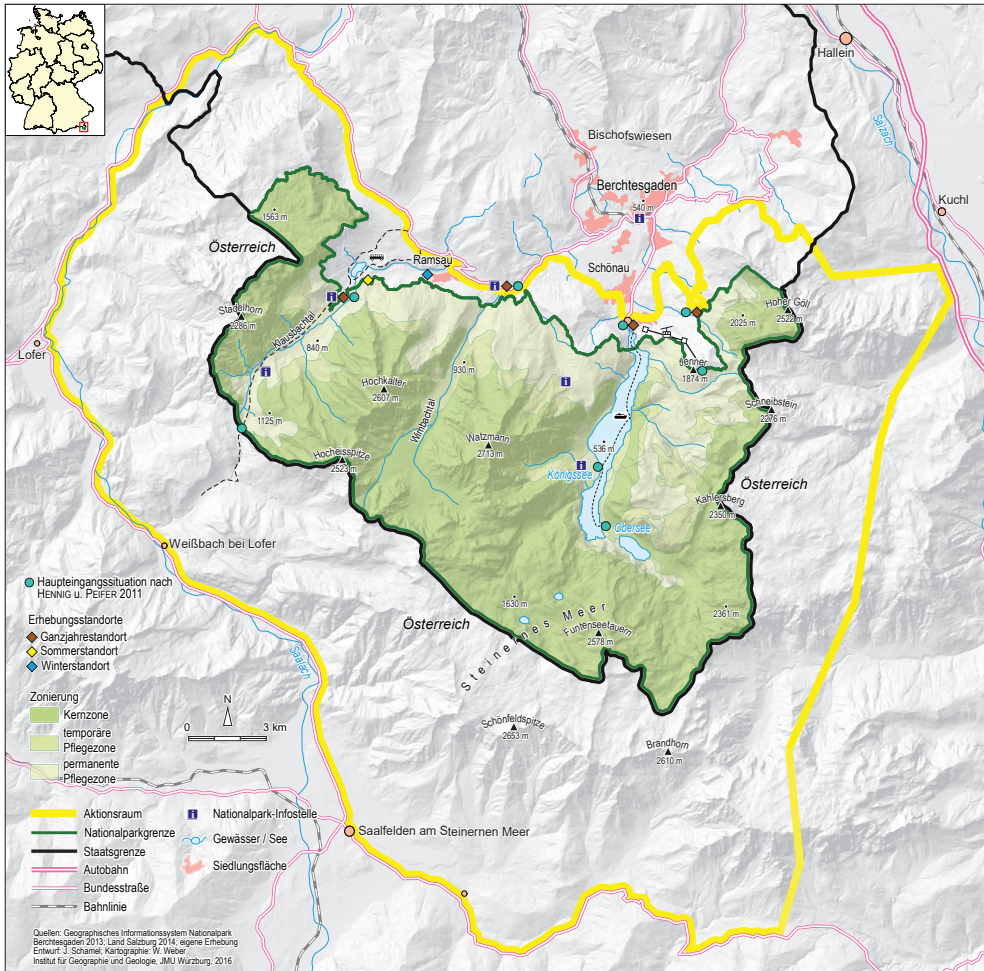 Hallein
Salzach
Bischofswiesen
Berchtesgaden
540 m
Kuchl
1563 m
Österreich
Ramsau
Schönau
Stadelhorn
2286 m
Klausbachtal
Hoher Göll
2522 m
2025 m
Lofer
840 m
930 m
Jenner
1874 m
Hochkalter
2607 m
Wimbachtal
1125 m
Schneibstein
2276 m
Watzmann
2713 m
536 m
Hocheisspitze
2523 m
Königssee
Österreich
Kahlersberg
2350 m
Obersee
Weißbach bei Lofer
1630 m
2361 m
Österreich
Steinernes Meer
Funtenseetauern
2578 m
Saalach
Schönfeldspitze
2653 m
Brandhorn
2610 m
Saalfelden am Steinernen Meer
Haupteingangssituation nach
HENNIG u. PEIFER 2011
Erhebungsstandorte
Ganzjahrestandort
Sommerstandort
Winterstandort
Zonierung
Kernzone
temporäre
Pflegezone
permanente
Pflegezone
N
0 3 km
Aktionsraum
Nationalparkgrenze
Staatsgrenze
Autobahn
Bundesstraße
Bahnlinie
i Nationalpark-Infostelle
Gewässer / See
Siedlungsfläche
Quellen: Geographisches Informationssystem Nationalpark
Berchtesgaden 2013; Land Salzburg 2014; eigene Erhebung
Entwurf: J. Schamel; Kartographie: W. Weber
Institut für Geographie und Geologie, JMU Würzburg, 2016